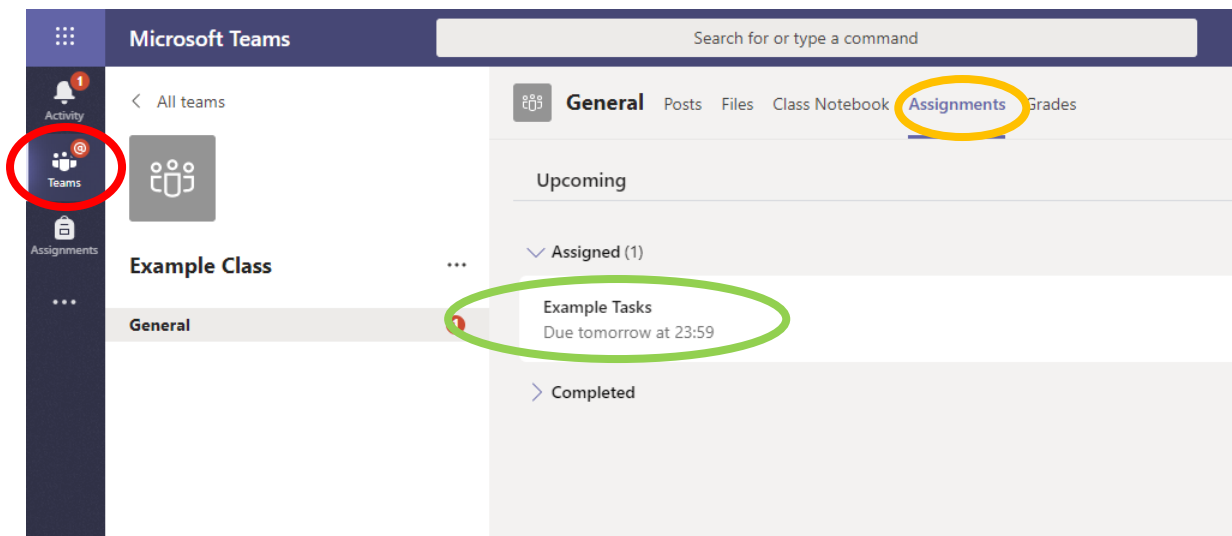 Microsoft Teams
Search for or type a command
1
Activity
@
Teams
Assignments
All teams
Example Class
General
General Posts Files Class Notebook Assignments Grades
Upcoming
Assigned (1)
Example Tasks
Due tomorrow at 23:59
Completed